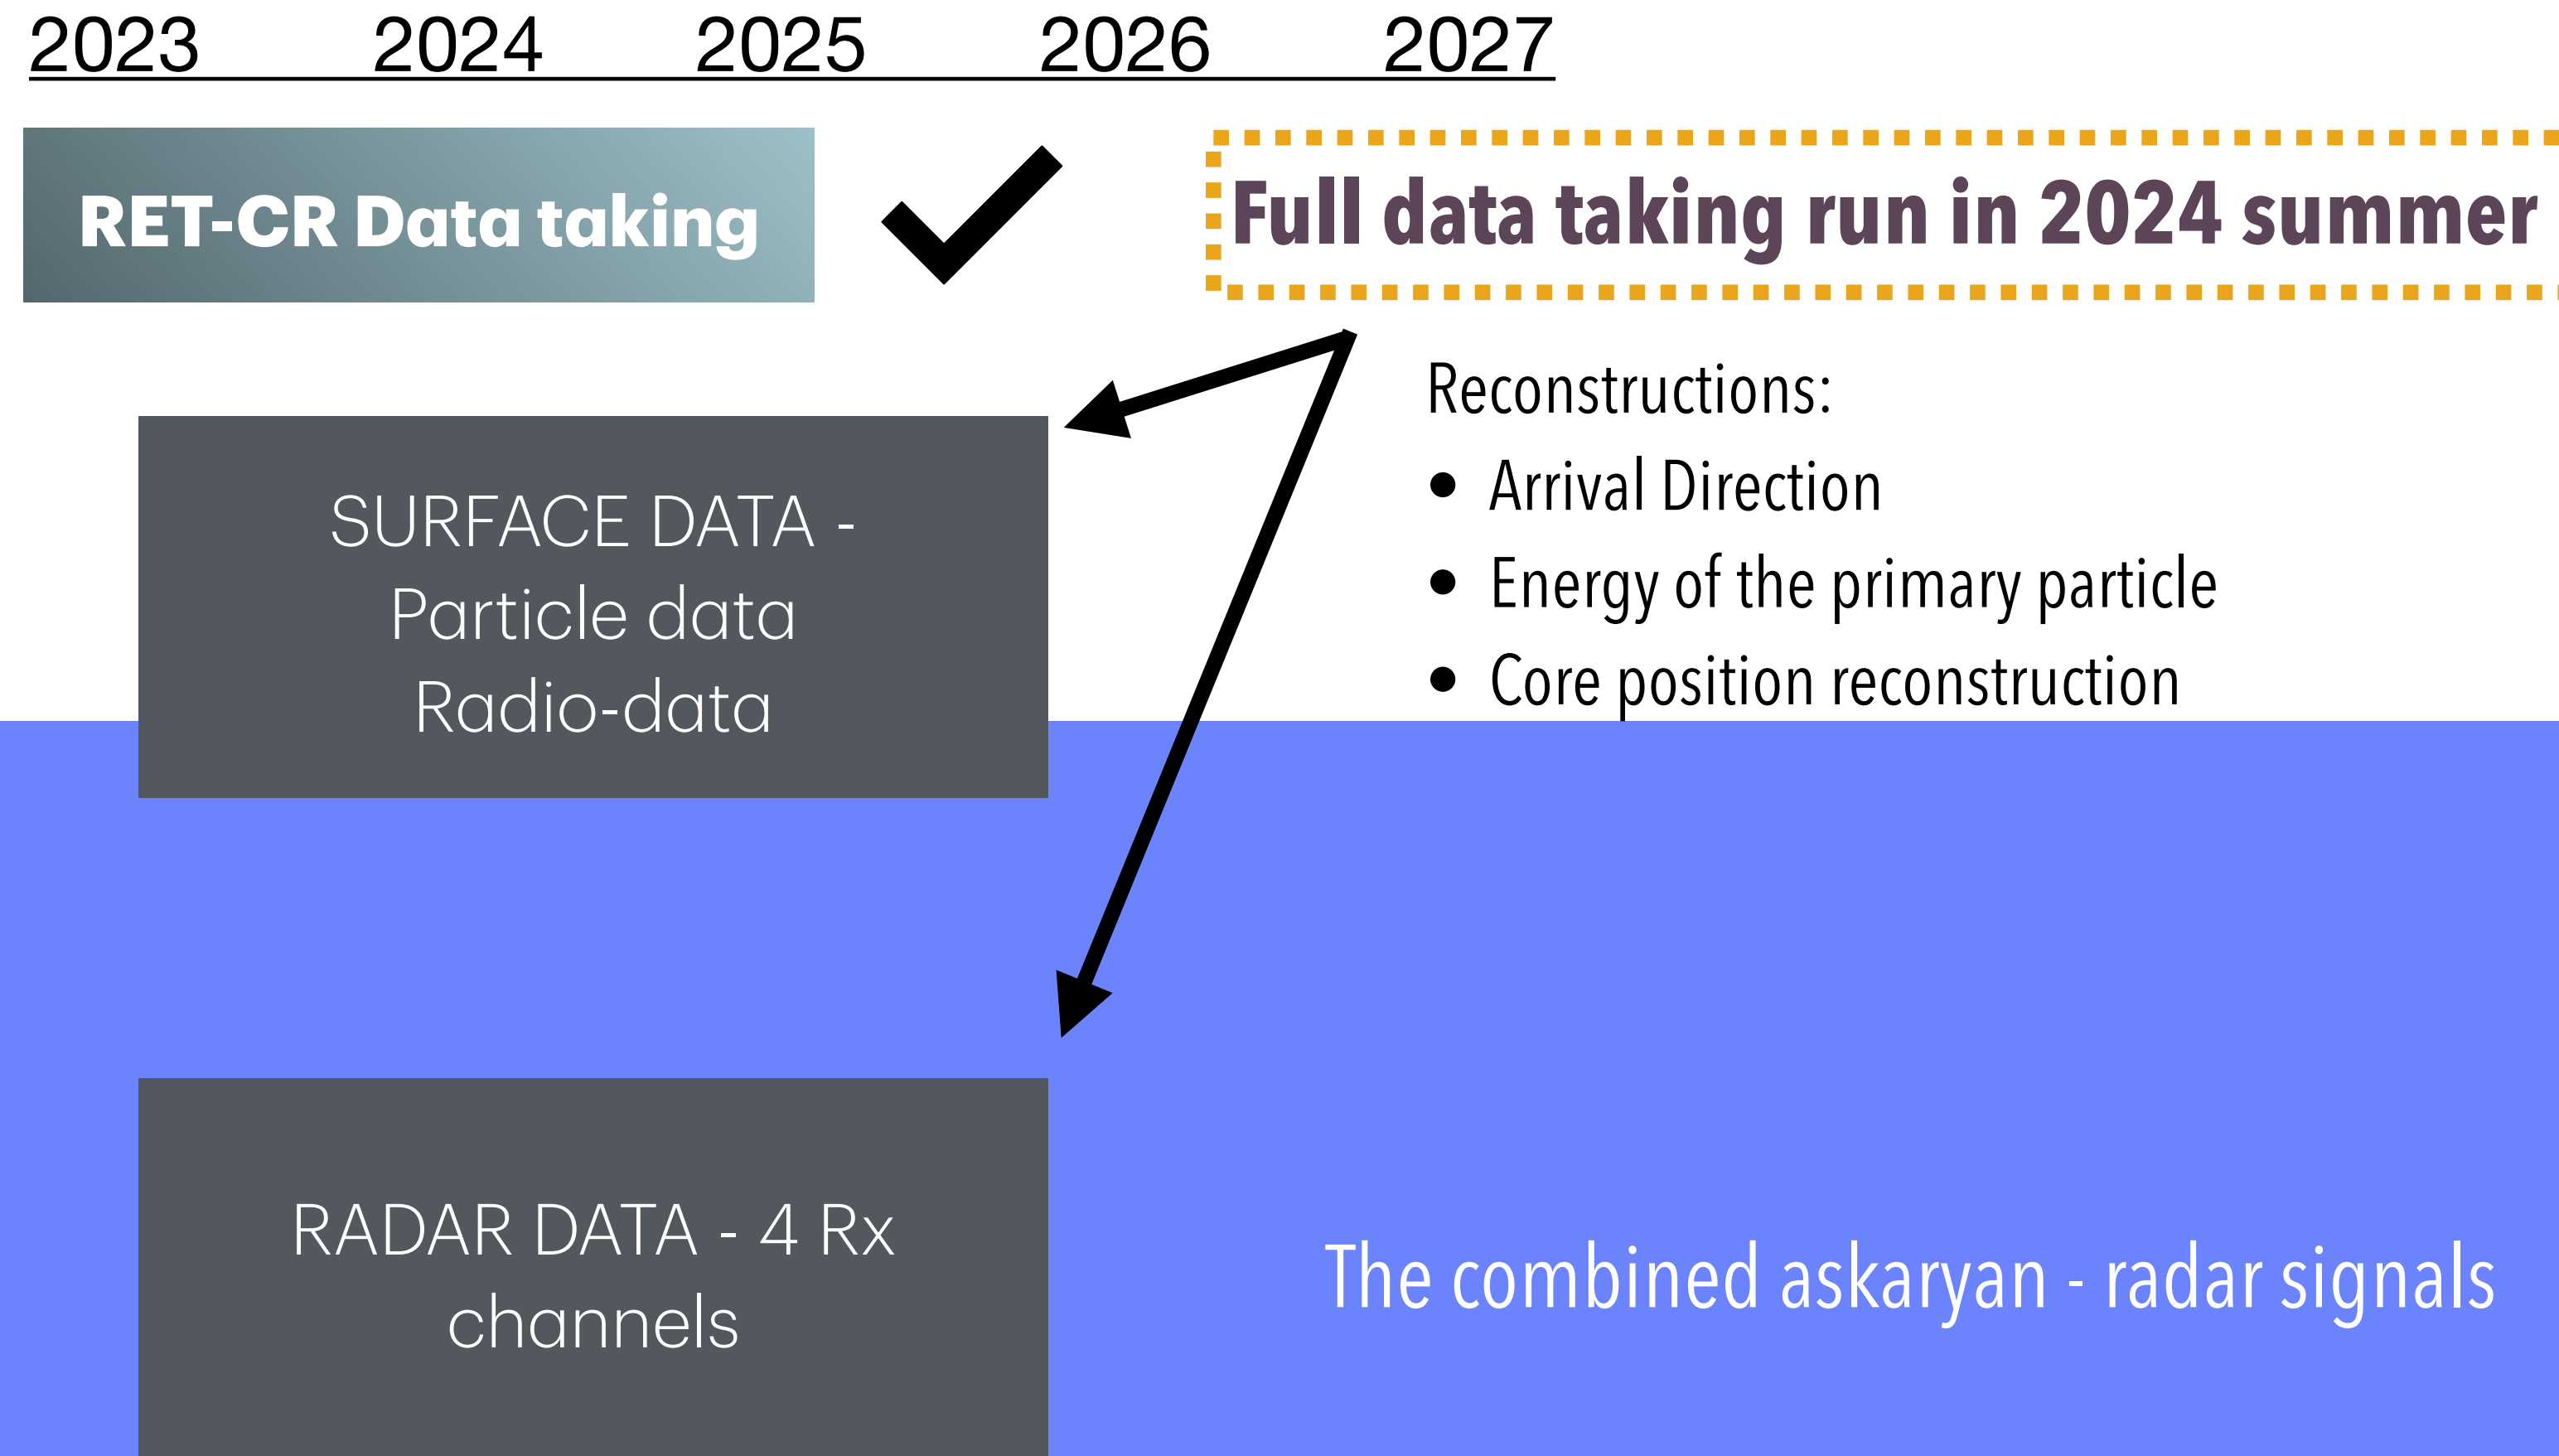 2023 2024 2025 2026 2027
RET-CR Data taking
Full data taking run in 2024 summer
Reconstructions:
• Arrival Direction
• Energy of the primary particle
• Core position reconstruction
SURFACE DATA -
Particle data
Radio-data
RADAR DATA - 4 Rx
channels
The combined askaryan - radar signals